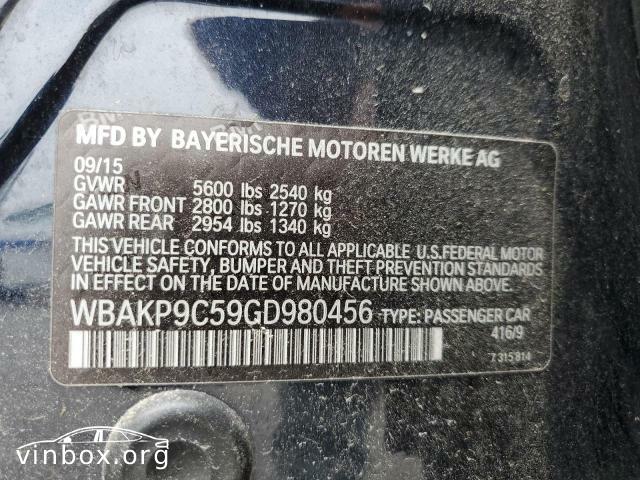 MFD BY BAYERISCHE MOTOREN WERKE AG
09/15
GVWR 5600 lbs 2540 kg
GAWR FRONT 2800 lbs 1270 kg
GAWR REAR 2954 lbs 1340 kg
THIS VEHICLE CONFORMS TO ALL APPLICABLE U.S.FEDERAL MOTOR
VEHICLE SAFETY, BUMPER AND THEFT PREVENTION STANDARDS
IN EFFECT ON THE DATE OF MANUFACTURE SHOWN ABOVE.
WBAKP9C59GD980456 TYPE: PASSENGER CAR
416/9
7 315 814
vinbox.org